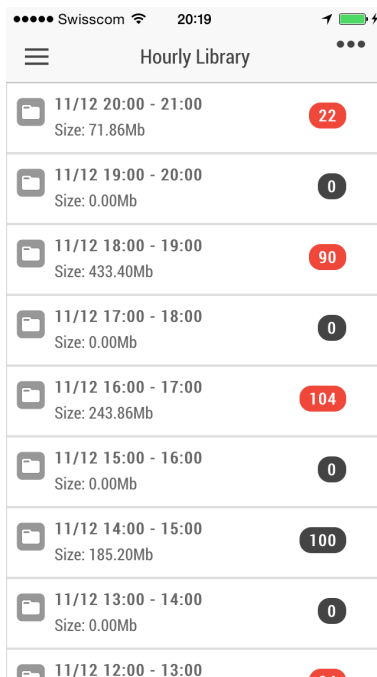 Swisscom 20:19
Hourly Library
11/12 20:00 - 21:00
22
Size: 71.86Mb
11/12 19:00 - 20:00
0
Size: 0.00Mb
11/12 18:00 - 19:00
90
Size: 433.40Mb
11/12 17:00 - 18:00
0
Size: 0.00Mb
11/12 16:00 - 17:00
104
Size: 243.86Mb
11/12 15:00 - 16:00
0
Size: 0.00Mb
11/12 14:00 - 15:00
100
Size: 185.20Mb
11/12 13:00 - 14:00
0
Size: 0.00Mb
11/12 12:00 - 13:00